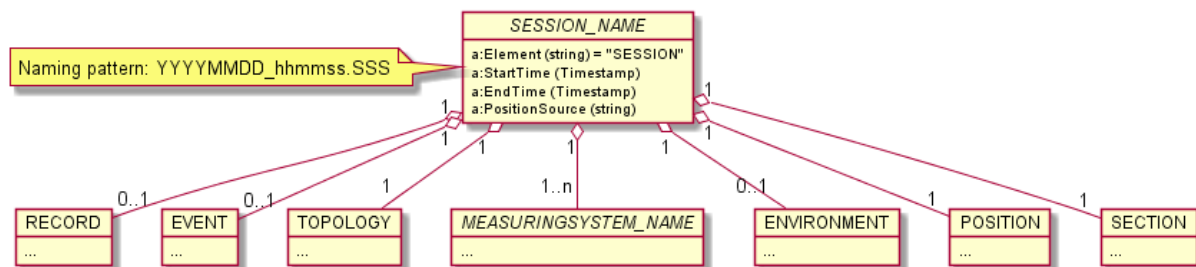 SESSION_NAME
Naming pattern: YYYYMMDD_hhmmss.SSS
a:Element (string) = "SESSION"
a:StartTime (Timestamp)
a:EndTime (Timestamp)
a:PositionSource (string)
1
1
1
1
1
1
1
0..1
0..1
1
1..n
0..1
1
1
RECORD
...
EVENT
...
TOPOLOGY
...
MEASURINGSYSTEM_NAME
...
ENVIRONMENT
...
POSITION
...
SECTION
...